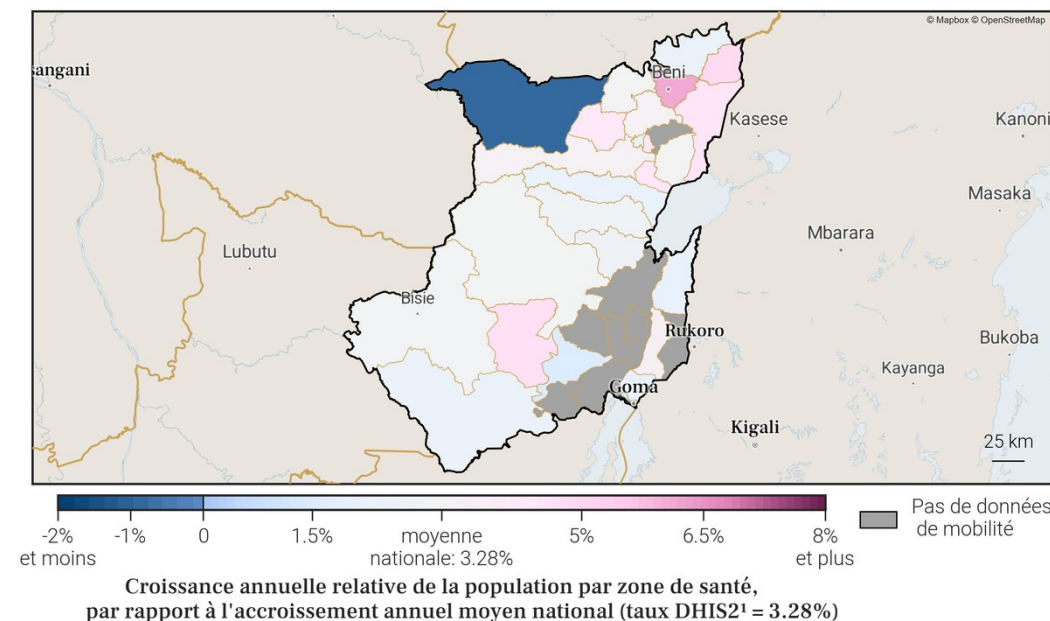 © Mapbox © OpenStreetMap
sangani
Beni
Kasese
Kanoni
Masaka
Mbarara
Lubutu
Bisie
Rukoro
Bukoba
Kayanga
Goma
Kigali
25 km
-2%
et moins
-1%
0
1.5%
moyenne
nationale: 3.28%
5%
6.5%
8%
et plus
Pas de données
de mobilité
Croissance annuelle relative de la population par zone de santé,
par rapport à l'accroissement annuel moyen national (taux DHIS2¹ = 3.28%)